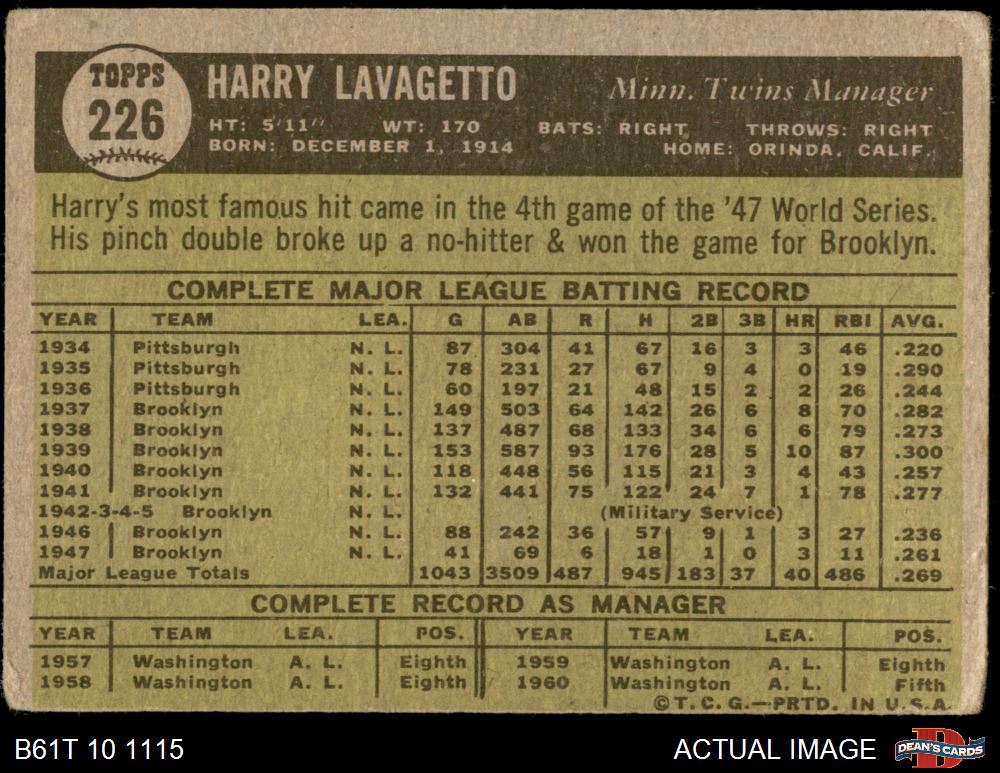 TOPPS
226
HARRY LAVAGETTO Minn. Twins Manager
HT: 5'11" WT: 170 BATS: RIGHT THROWS: RIGHT
BORN: DECEMBER 1, 1914 HOME: ORINDA, CALIF.
Harry's most famous hit came in the 4th game of the '47 World Series.
His pinch double broke up a no-hitter & won the game for Brooklyn.
COMPLETE MAJOR LEAGUE BATTING RECORD
YEAR TEAM LEA. G AB R H 2B 3B HR RBI AVG.
1934 Pittsburgh N. L. 87 304 41 67 16 3 3 46 .220
1935 Pittsburgh N. L. 78 231 27 67 9 4 0 19 .290
1936 Pittsburgh N. L. 60 197 21 48 15 2 2 26 .244
1937 Brooklyn N. L. 149 503 64 142 26 6 8 70 .282
1938 Brooklyn N. L. 137 487 68 133 34 6 6 79 .273
1939 Brooklyn N. L. 153 587 93 176 28 5 10 87 .300
1940 Brooklyn N. L. 118 448 56 115 21 3 4 43 .257
1941 Brooklyn N. L. 132 441 75 122 24 7 1 78 .277
1942-3-4-5 Brooklyn N. L. (Military Service)
1946 Brooklyn N. L. 88 242 36 57 9 1 3 27 .236
1947 Brooklyn N. L. 41 69 6 18 1 0 3 11 .261
Major League Totals 1043 3509 487 945 183 37 40 486 .269
COMPLETE RECORD AS MANAGER
YEAR TEAM LEA. POS. YEAR TEAM LEA. POS.
1957 Washington A. L. Eighth 1959 Washington A. L. Eighth
1958 Washington A. L. Eighth 1960 Washington A. L. Fifth
© T. C. G.—PRTD. IN U.S.A.
B61T 10 1115 ACTUAL IMAGE D DEAN'S CARDS